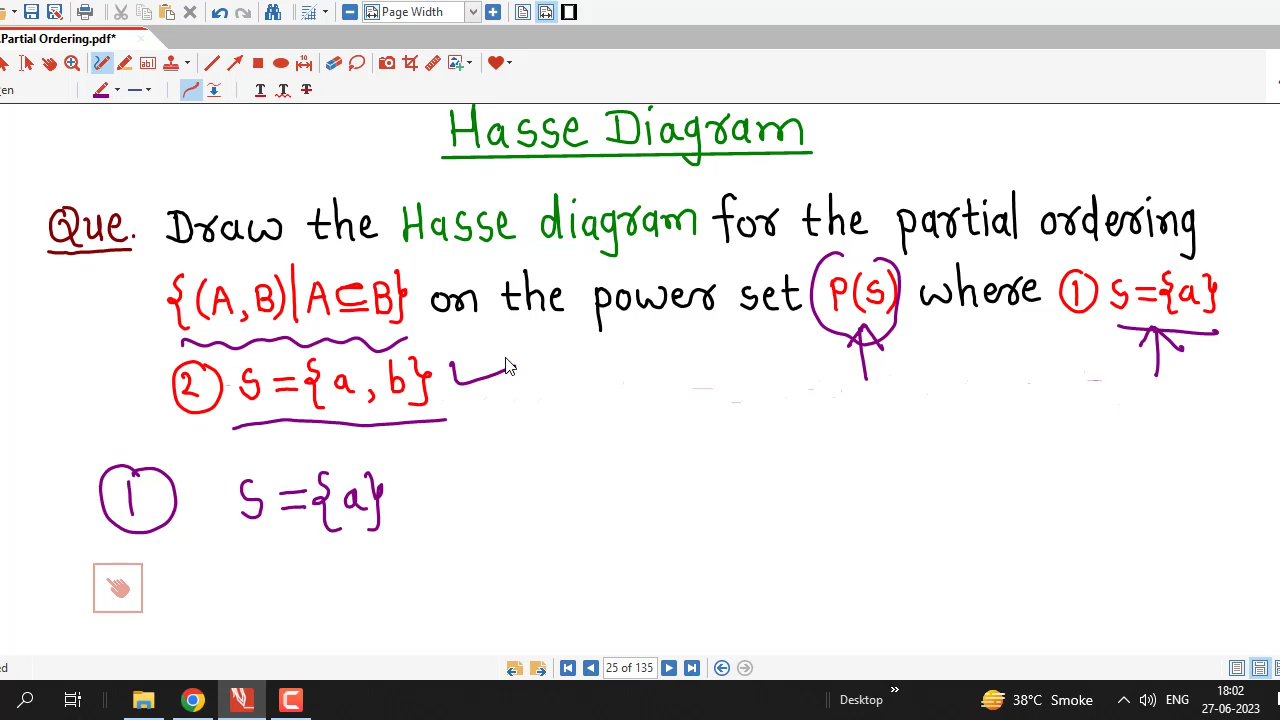 Page Width
Partial Ordering.pdf*
Hasse Diagram
Que. Draw the Hasse diagram for the partial ordering
{(A,B)|A⊆B} on the power set P(S) where ① S={a}
② S={a,b}
① S={a}
25 of 135
Desktop
»
38°C Smoke
ENG
18:02
27-06-2023